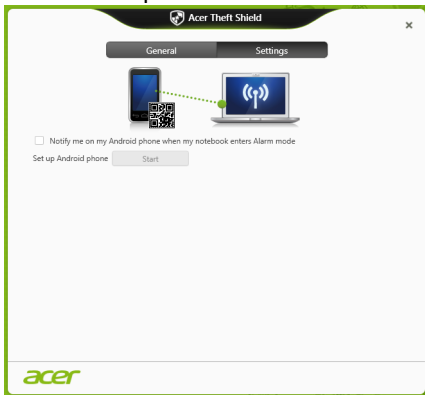 Acer Theft Shield
General Settings
Notify me on my Android phone when my notebook enters Alarm mode
Set up Android phone Start
acer